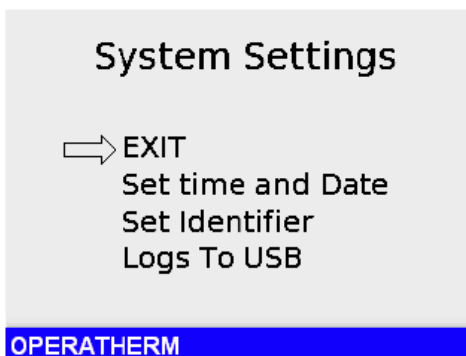 System Settings
EXIT
Set time and Date
Set Identifier
Logs To USB
OPERATHERM